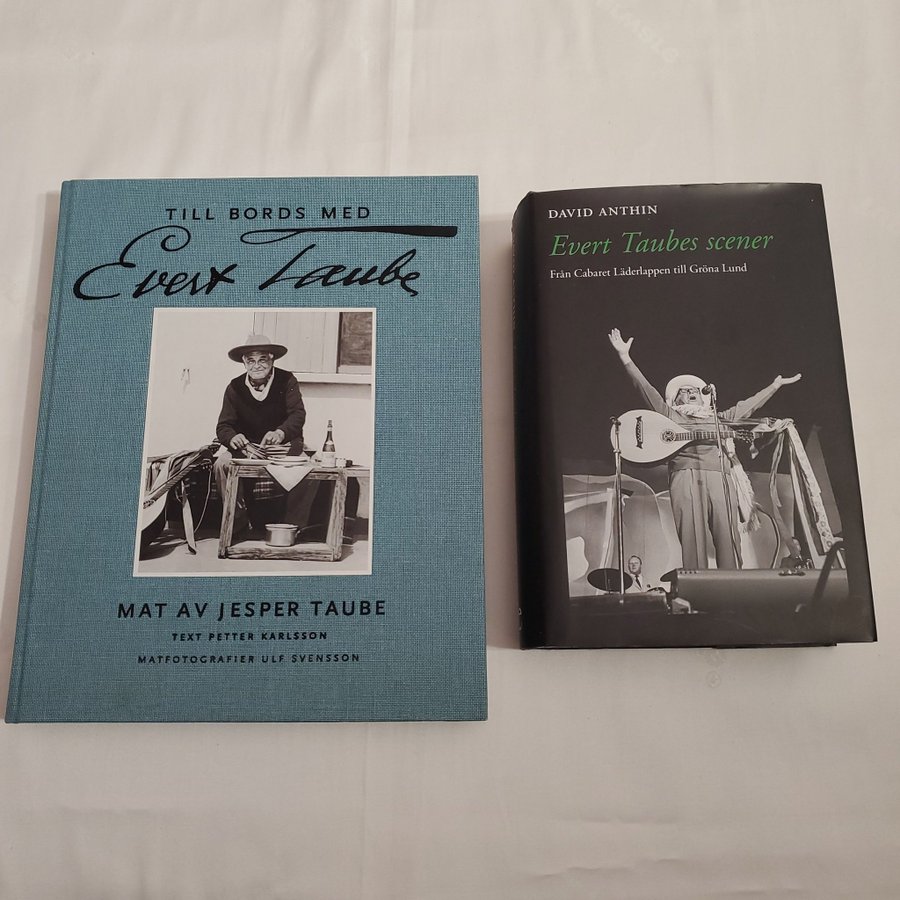 TILL BORDS MED
Evert Taube
MAT AV JESPER TAUBE
TEXT PETTER KARLSSON
MATFOTOGRAFIER ULF SVENSSON
DAVID ANTHIN
Evert Taubes scener
Från Cabaret Läderlappen till Gröna Lund